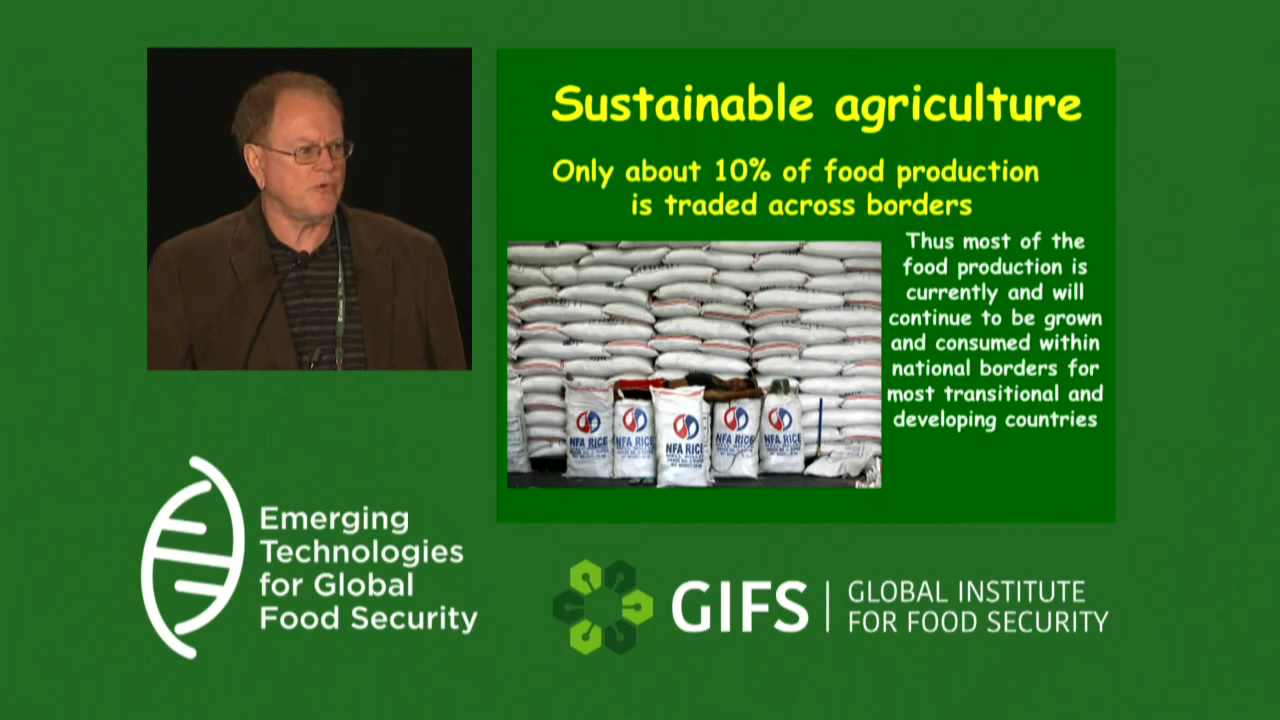 Sustainable agriculture
Only about 10% of food production
is traded across borders
Thus most of the
food production is
currently and will
continue to be grown
and consumed within
national borders for
most transitional and
developing countries
NFA RICE
NFA RICE
NFA RICE
NFA RICE
NFA RICE
Emerging
Technologies
for Global
Food Security
GIFS
GLOBAL INSTITUTE
FOR FOOD SECURITY